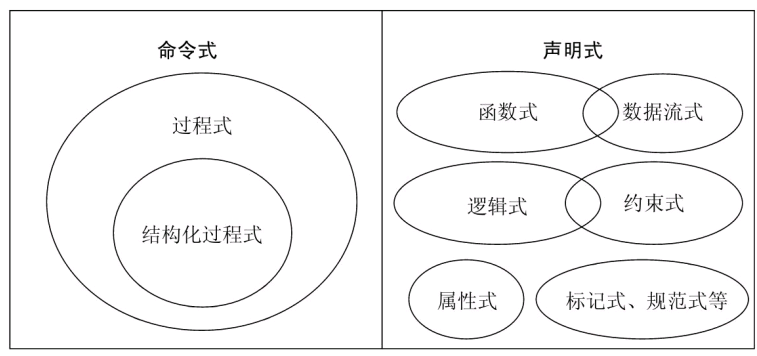 命令式
过程式
结构化过程式
声明式
函数式
数据流式
逻辑式
约束式
属性式
标记式、规范式等